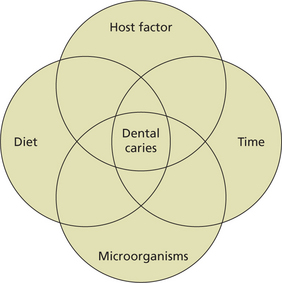 Host factor
Diet
Dental
caries
Time
Microorganisms